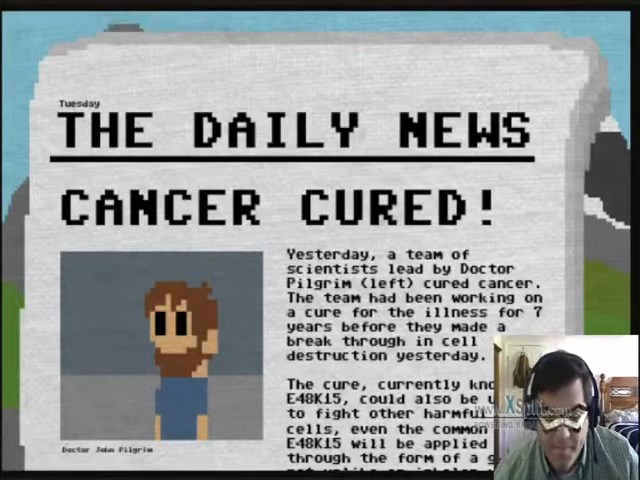 Tuesday
THE DAILY NEWS
CANCER CURED!
Yesterday, a team of
scientists lead by Doctor
Pilgrim (left) cured cancer.
The team had been working on
a cure for the illness for 7
years before they made a
break through in cell
destruction yesterday.
The cure, currently
E48K15, could also be
to fight other harmful
cells, even the common
E48K15 will be applied
through the form of a
Doctor John Pilgrim
www.XSplit.com